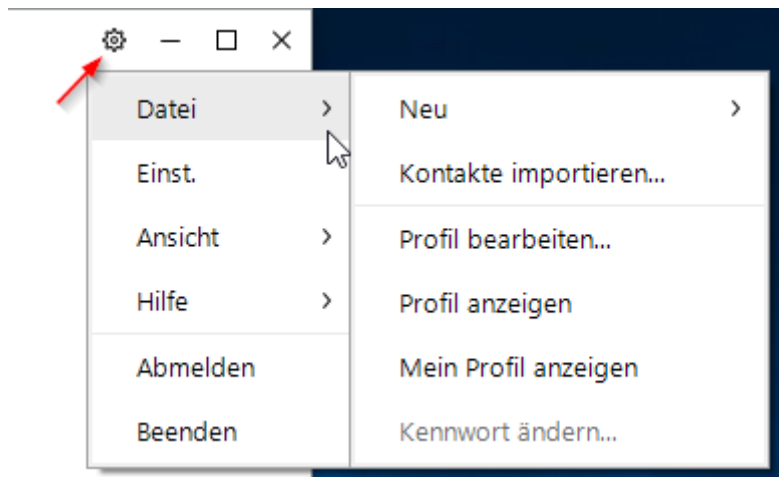 Datei
Einst.
Ansicht
Hilfe
Abmelden
Beenden
Neu
Kontakte importieren...
Profil bearbeiten...
Profil anzeigen
Mein Profil anzeigen
Kennwort ändern...